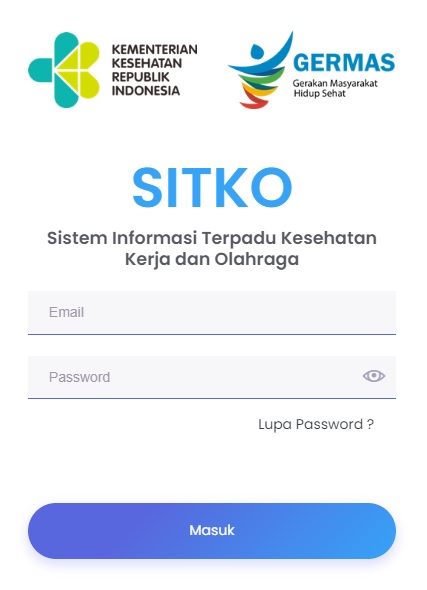 KEMENTERIAN
KESEHATAN
REPUBLIK
INDONESIA
GERMAS
Gerakan Masyarakat
Hidup Sehat
SITKO
Sistem Informasi Terpadu Kesehatan
Kerja dan Olahraga
Email
Password
Lupa Password ?
Masuk